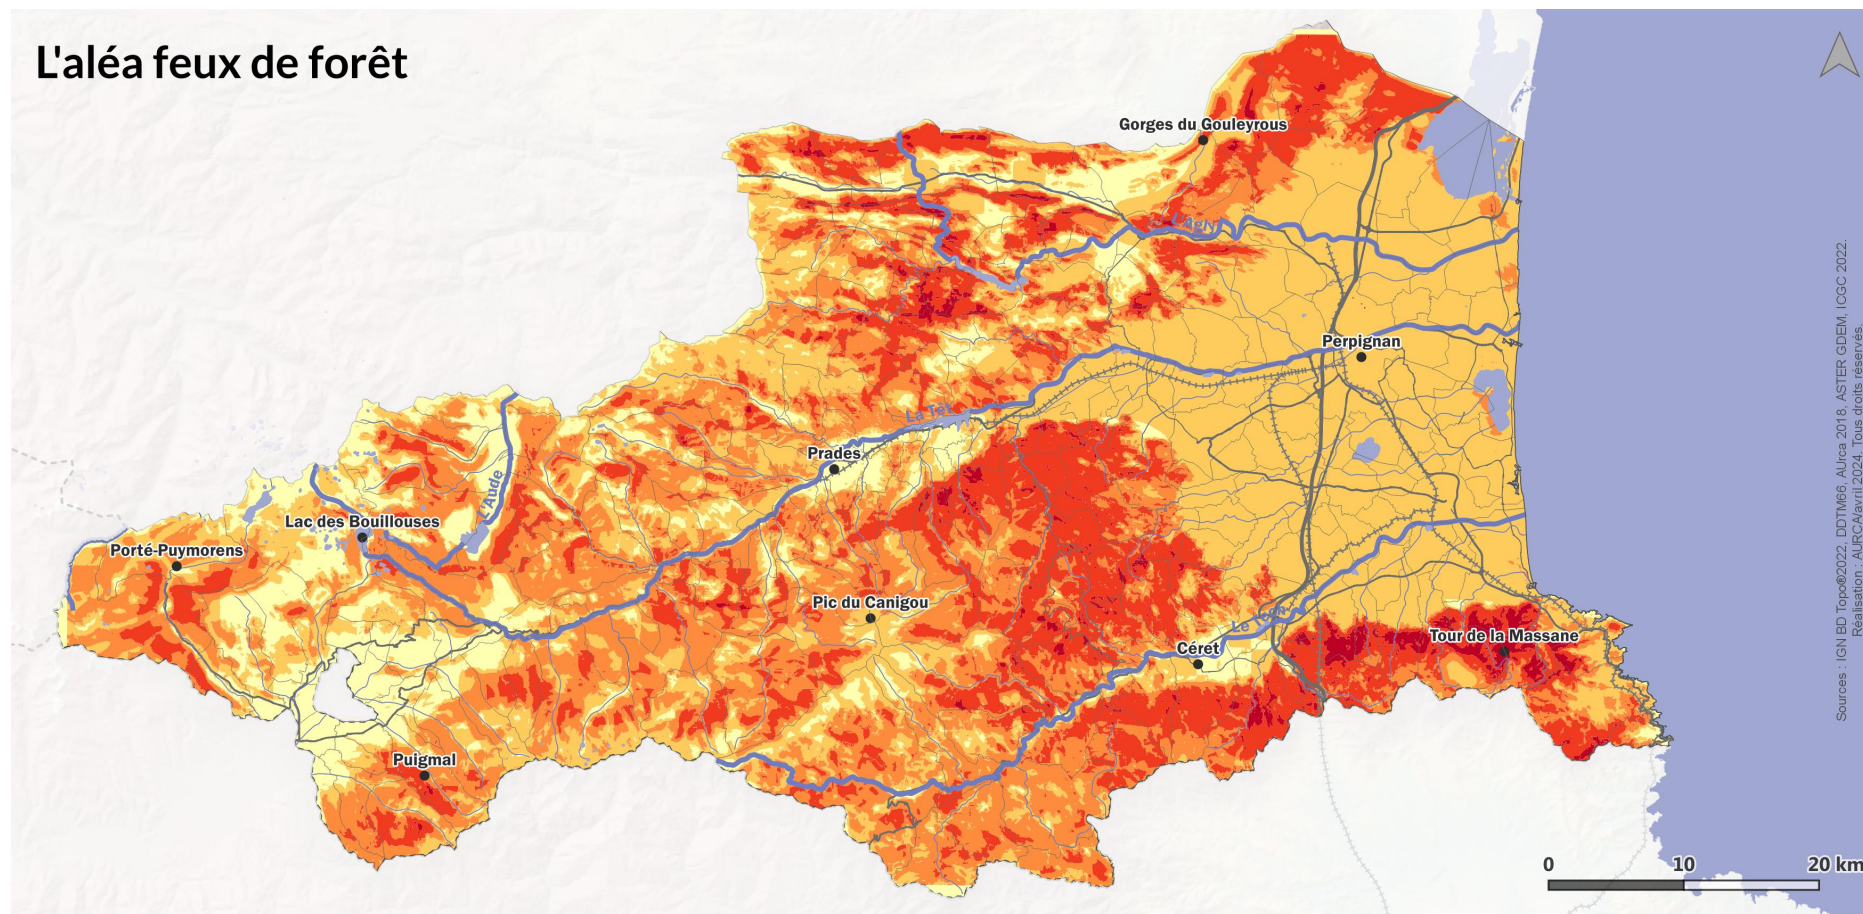 L'aléa feux de forêt
Gorges du Gouleyrous
L'Agly
Perpignan
La Têt
Prades
L'Aude
Lac des Bouillouses
Porté-Puymorens
Pic du Canigou
Le Tech
Tour de la Massane
Céret
Puigmal
0 10 20 km
Sources : IGN BD Topo®2022, DDTM66, AUrca 2018, ASTER GDEM, ICGC 2022.
Réalisation : AURCA/avril 2024. Tous droits réservés.